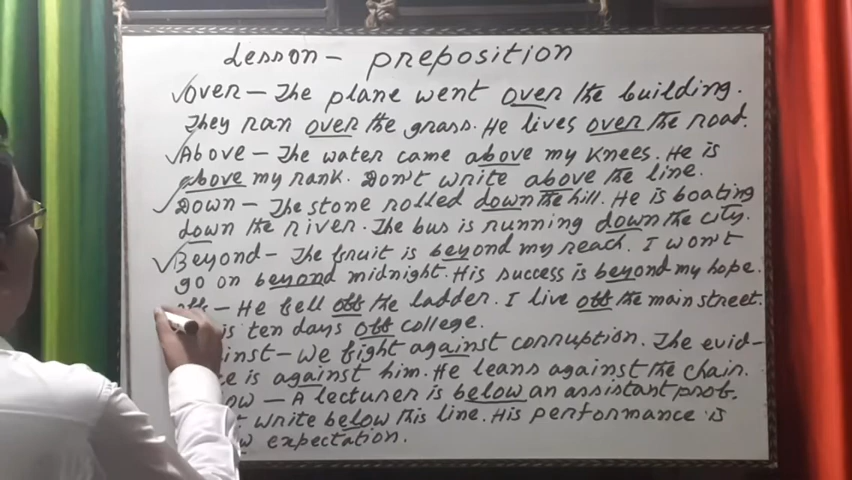 Lesson - preposition
Over - The plane went over the building.
They ran over the grass. He lives over the road.
Above - The water came above my knees. He is
above my rank. Don't write above the line.
Down - The stone rolled down the hill. He is boating
down the river. The bus is running down the city.
Beyond - The fruit is beyond my reach. I won't
go on beyond midnight. His success is beyond my hope.
off - He fell off the ladder. I live off the main street.
is ten days off college.
inst - We fight against corruption. The evid-
ce is against him. He leans against the chair.
ow - A lecturer is below an assistant prof.
write below this line. His performance is
expectation.